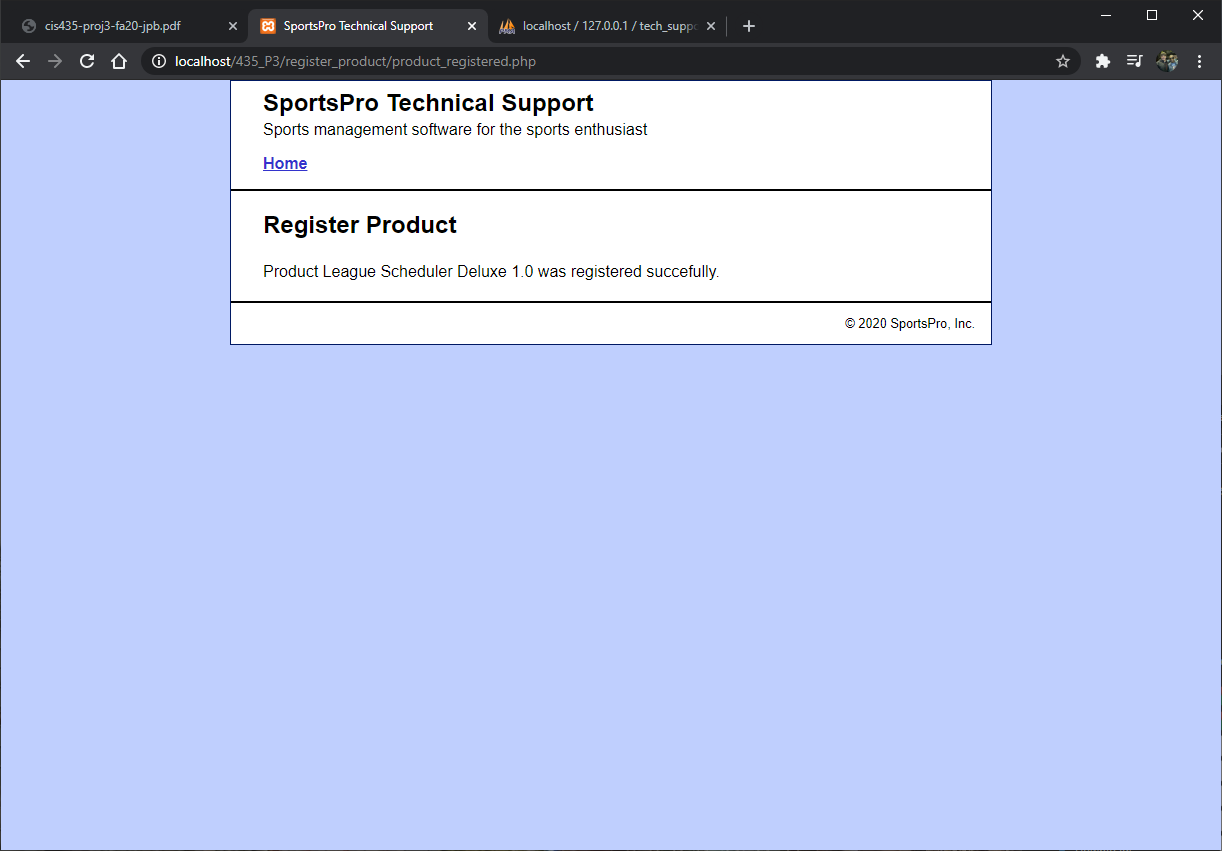 cis435-proj3-fa20-jpb.pdf
SportsPro Technical Support
localhost / 127.0.0.1 / tech_supp
localhost/435_P3/register_product/product_registered.php
SportsPro Technical Support
Sports management software for the sports enthusiast
Home
Register Product
Product League Scheduler Deluxe 1.0 was registered succefully.
© 2020 SportsPro, Inc.